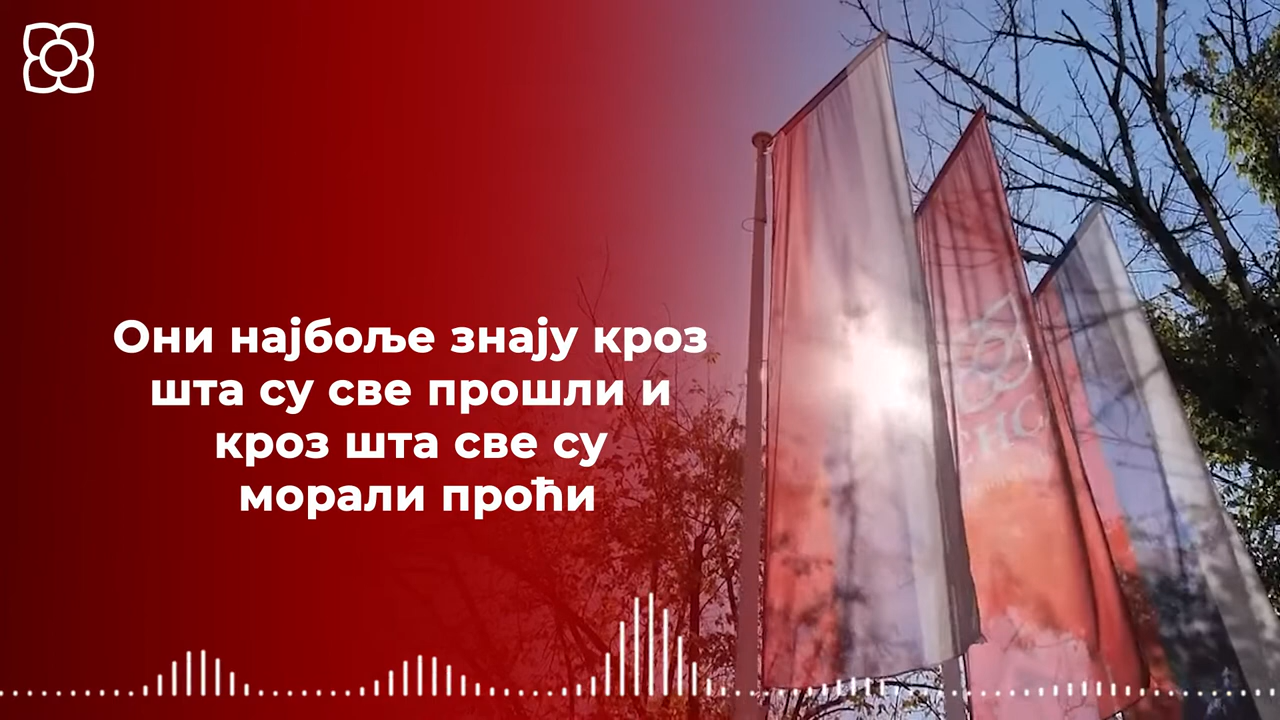 Они најбоље знају кроз
шта су све прошли и
кроз шта све су
морали проћи